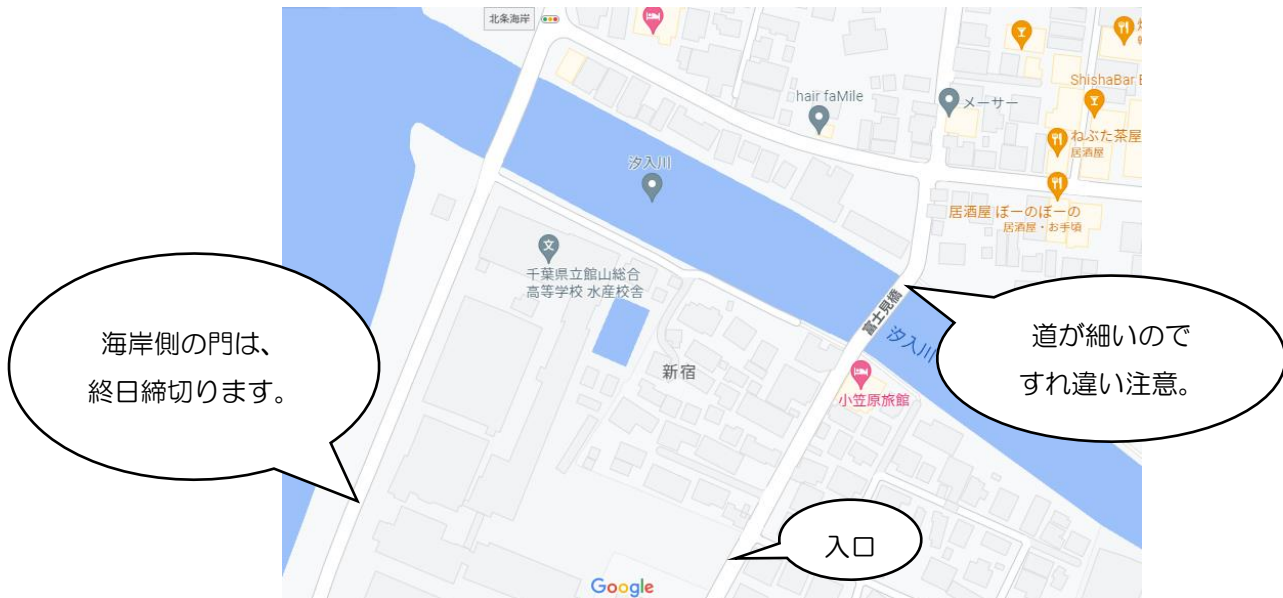 北条海岸
hair faMile
メーサー
ShishaBar
ねぶた茶屋
居酒屋
汐入川
居酒屋 ぼーのぼーの
居酒屋・お手頃
千葉県立館山総合
高等学校 水産校舎
富士見橋
汐入川
海岸側の門は、
終日締切ります。
道が細いので
すれ違い注意。
新宿
小笠原旅館
入口
Google